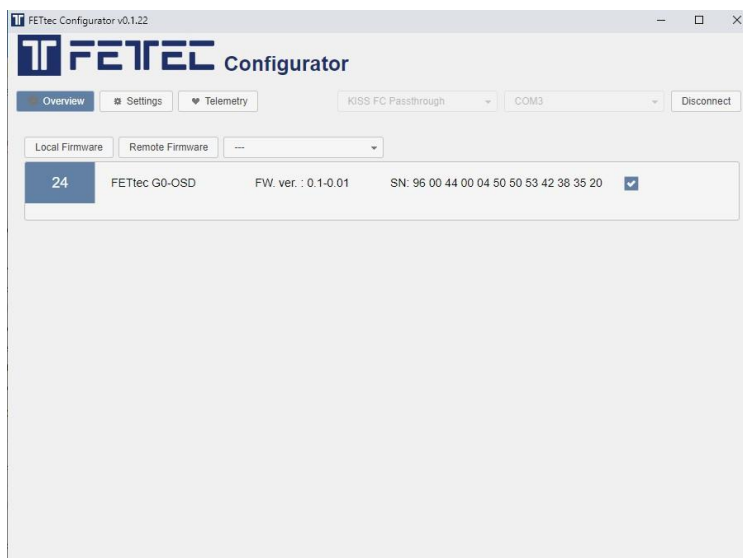 FETtec Configurator v0.1.22
FETTEC Configurator
Overview Settings Telemetry KISS FC Passthrough COM3 Disconnect
Local Firmware Remote Firmware ---
24 FETtec G0-OSD FW. ver. : 0.1-0.01 SN: 96 00 44 00 04 50 50 53 42 38 35 20